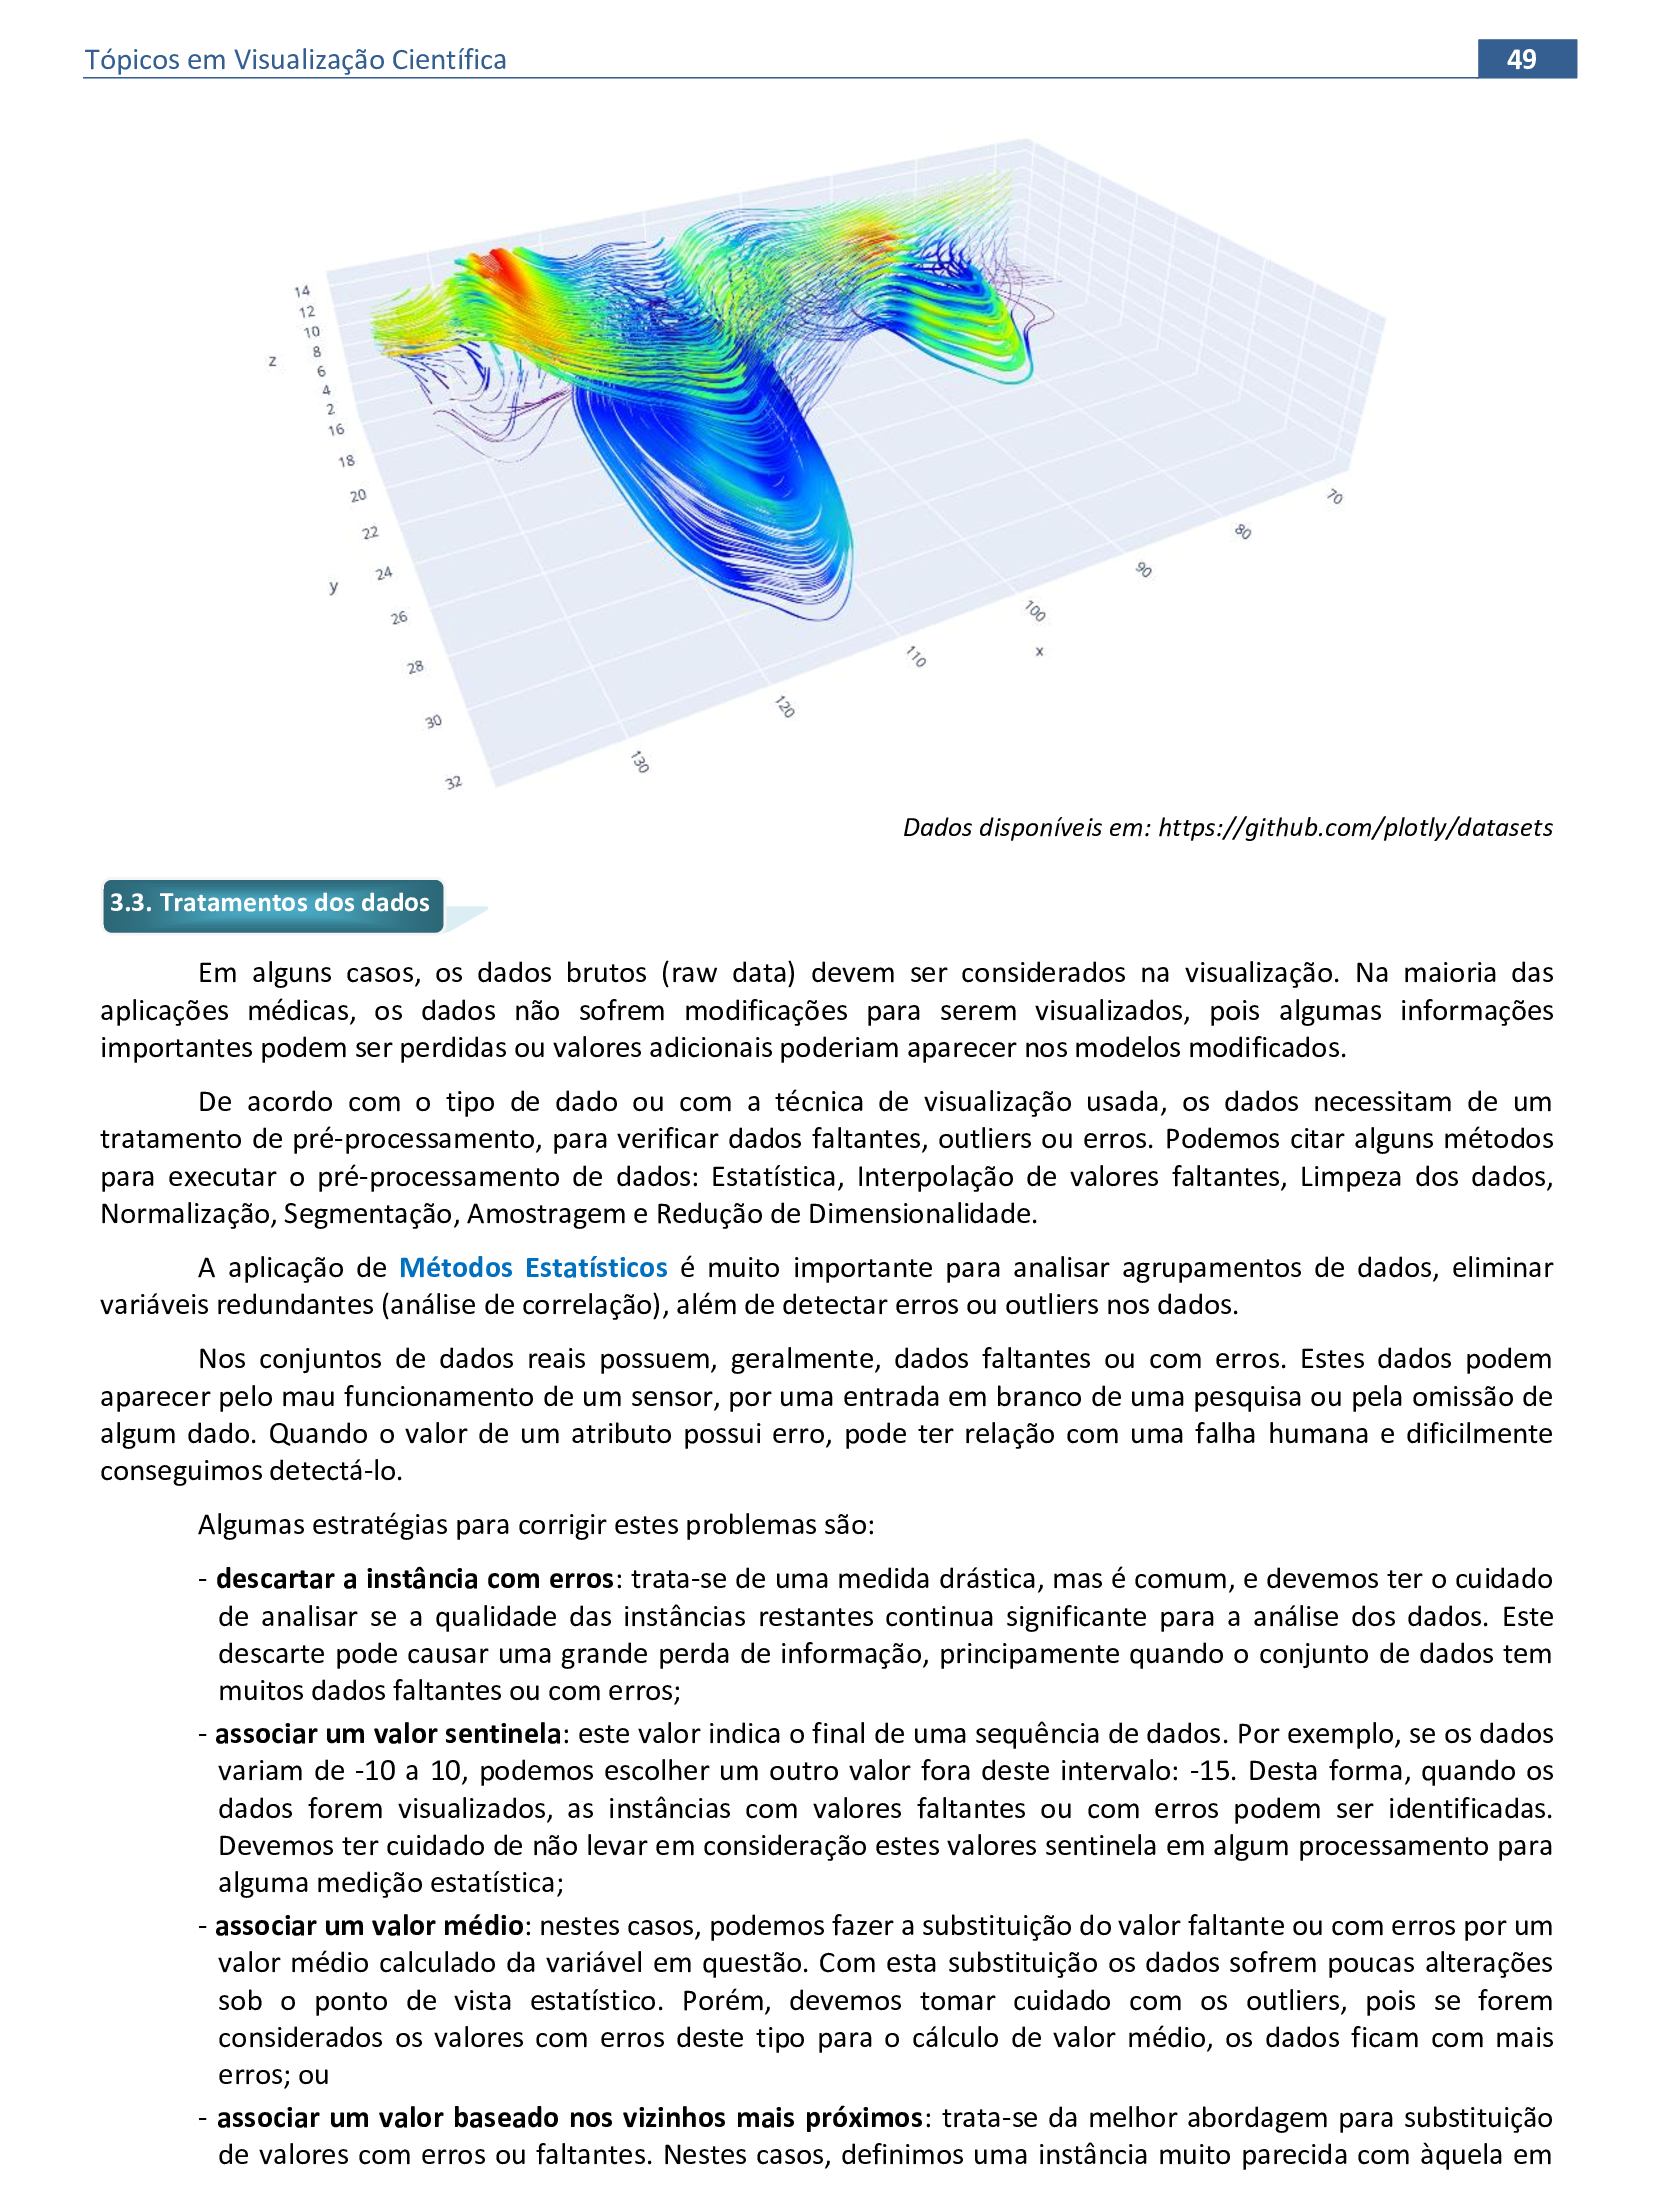 Tópicos em Visualização Científica
49
14
12
10
8
z
6
4
2
16
18
20
22
24
y
26
28
30
32
70
80
90
100
x
110
120
130
Dados disponíveis em: https://github.com/plotly/datasets
3.3. Tratamentos dos dados
Em alguns casos, os dados brutos (raw data) devem ser considerados na visualização. Na maioria das
aplicações médicas, os dados não sofrem modificações para serem visualizados, pois algumas informações
importantes podem ser perdidas ou valores adicionais poderiam aparecer nos modelos modificados.
De acordo com o tipo de dado ou com a técnica de visualização usada, os dados necessitam de um
tratamento de pré-processamento, para verificar dados faltantes, outliers ou erros. Podemos citar alguns métodos
para executar o pré-processamento de dados: Estatística, Interpolação de valores faltantes, Limpeza dos dados,
Normalização, Segmentação, Amostragem e Redução de Dimensionalidade.
A aplicação de Métodos Estatísticos é muito importante para analisar agrupamentos de dados, eliminar
variáveis redundantes (análise de correlação), além de detectar erros ou outliers nos dados.
Nos conjuntos de dados reais possuem, geralmente, dados faltantes ou com erros. Estes dados podem
aparecer pelo mau funcionamento de um sensor, por uma entrada em branco de uma pesquisa ou pela omissão de
algum dado. Quando o valor de um atributo possui erro, pode ter relação com uma falha humana e dificilmente
conseguimos detectá-lo.
Algumas estratégias para corrigir estes problemas são:
- descartar a instância com erros: trata-se de uma medida drástica, mas é comum, e devemos ter o cuidado
de analisar se a qualidade das instâncias restantes continua significante para a análise dos dados. Este
descarte pode causar uma grande perda de informação, principamente quando o conjunto de dados tem
muitos dados faltantes ou com erros;
- associar um valor sentinela: este valor indica o final de uma sequência de dados. Por exemplo, se os dados
variam de -10 a 10, podemos escolher um outro valor fora deste intervalo: -15. Desta forma, quando os
dados forem visualizados, as instâncias com valores faltantes ou com erros podem ser identificadas.
Devemos ter cuidado de não levar em consideração estes valores sentinela em algum processamento para
alguma medição estatística;
- associar um valor médio: nestes casos, podemos fazer a substituição do valor faltante ou com erros por um
valor médio calculado da variável em questão. Com esta substituição os dados sofrem poucas alterações
sob o ponto de vista estatístico. Porém, devemos tomar cuidado com os outliers, pois se forem
considerados os valores com erros deste tipo para o cálculo de valor médio, os dados ficam com mais
erros; ou
- associar um valor baseado nos vizinhos mais próximos: trata-se da melhor abordagem para substituição
de valores com erros ou faltantes. Nestes casos, definimos uma instância muito parecida com àquela em